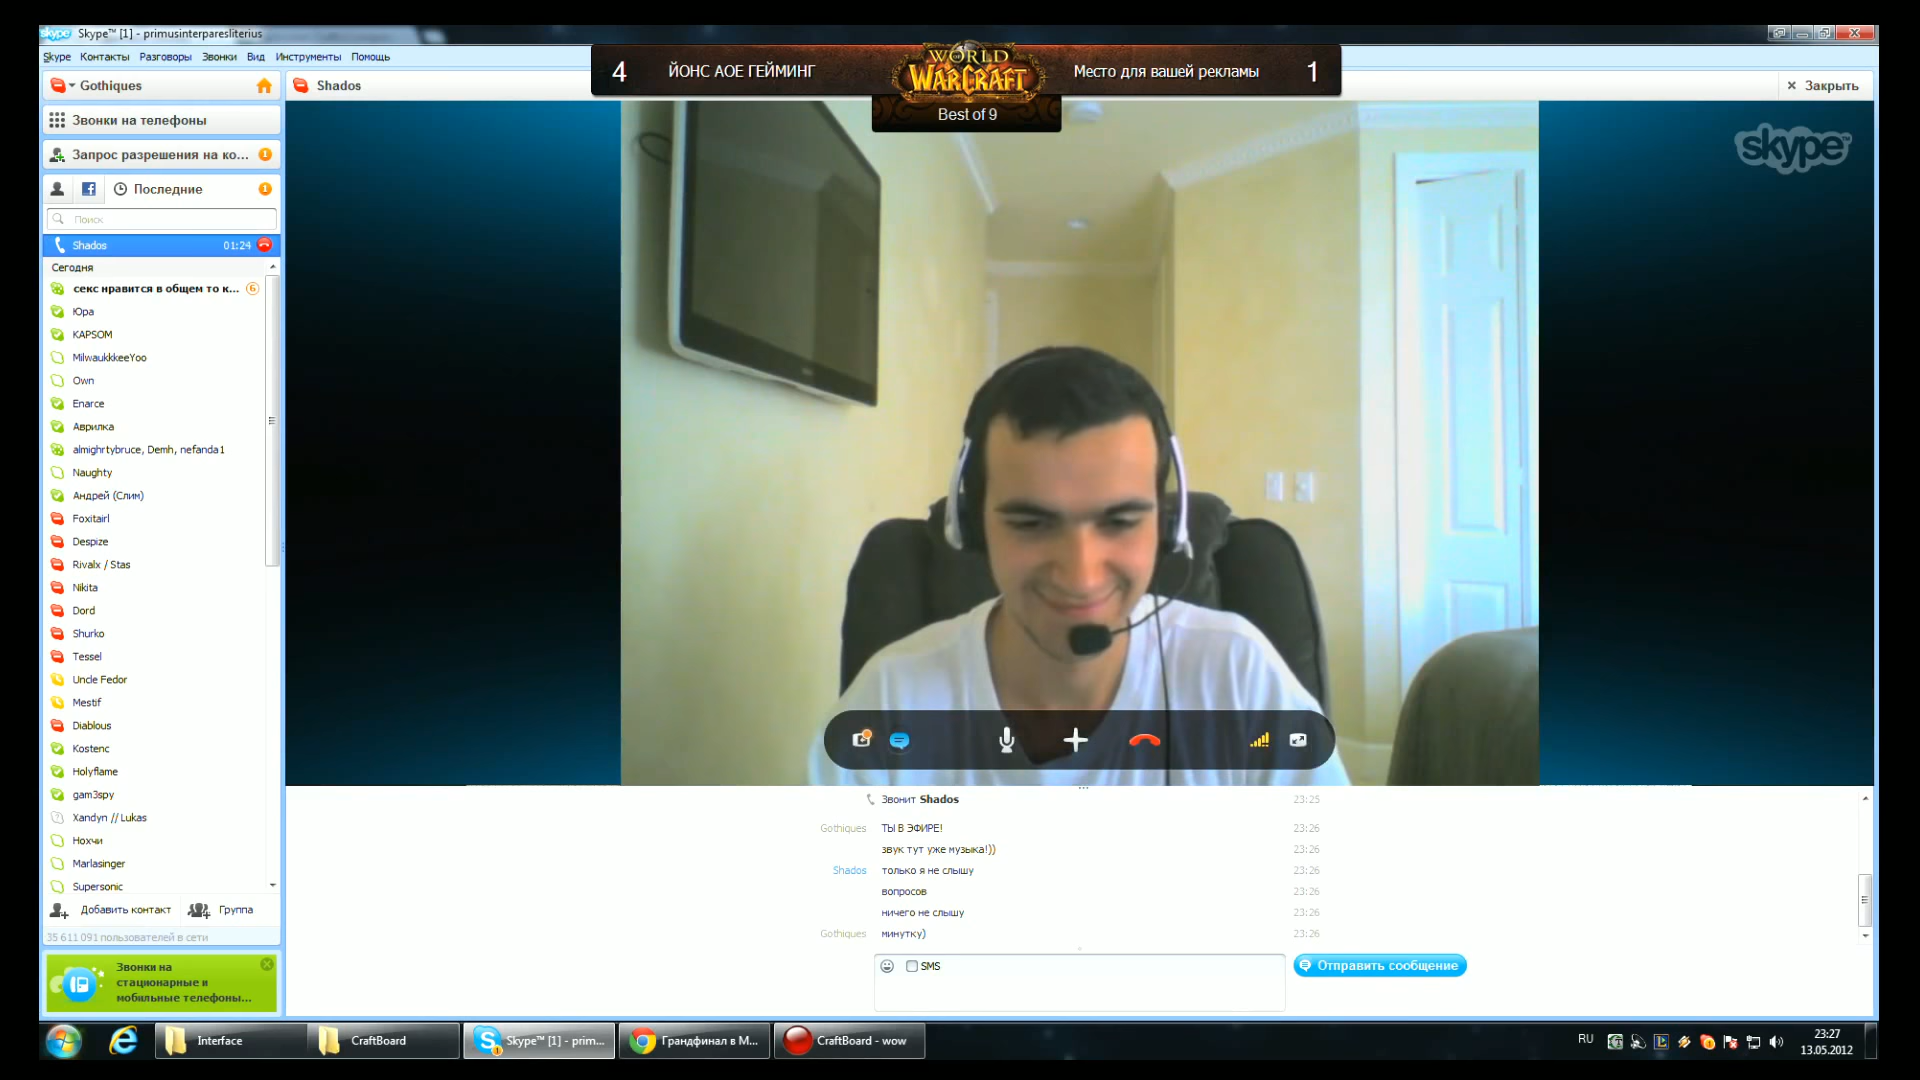 skype Skype™ [1] - primusinterparesliterius
Skype Контакты Разговоры Звонки Вид Инструменты Помощь
4 ЙОНС АОЕ ГЕЙМИНГ WORLD WARCRAFT Место для вашей рекламы 1
Best of 9
Gothiques
Shados
Закрыть
Звонки на телефоны
skype™
Запрос разрешения на ко... 1
Последние 1
Поиск
Shados 01:24
Сегодня
секс нравится в общем то к... 6
Юра
KAPSOM
MilwaukkkeeYoo
Own
Enarce
Аврилка
almighrtybruce, Demh, nefanda1
Naughty
Андрей (Слим)
Foxitairl
Despize
Rivalx / Stas
Nikita
Dord
Shurko
Tessel
Uncle Fedor
Mestif
Diablous
Kostenc
Holyflame
gam3spy
Xandyn // Lukas
Нохчи
Marlasinger
Supersonic
Добавить контакт Группа
35 611 091 пользователей в сети
Звонки на
стационарные и
мобильные телефоны...
Звонит Shados 23:25
Gothiques ТЫ В ЭФИРЕ! 23:26
звук тут уже музыка!)) 23:26
Shados только я не слышу 23:26
вопросов 23:26
ничего не слышу 23:26
Gothiques минутку) 23:26
SMS
Отправить сообщение
Interface
CraftBoard
Skype™ [1] - prim...
Грандфинал в М...
CraftBoard - wow
RU
23:27
13.05.2012